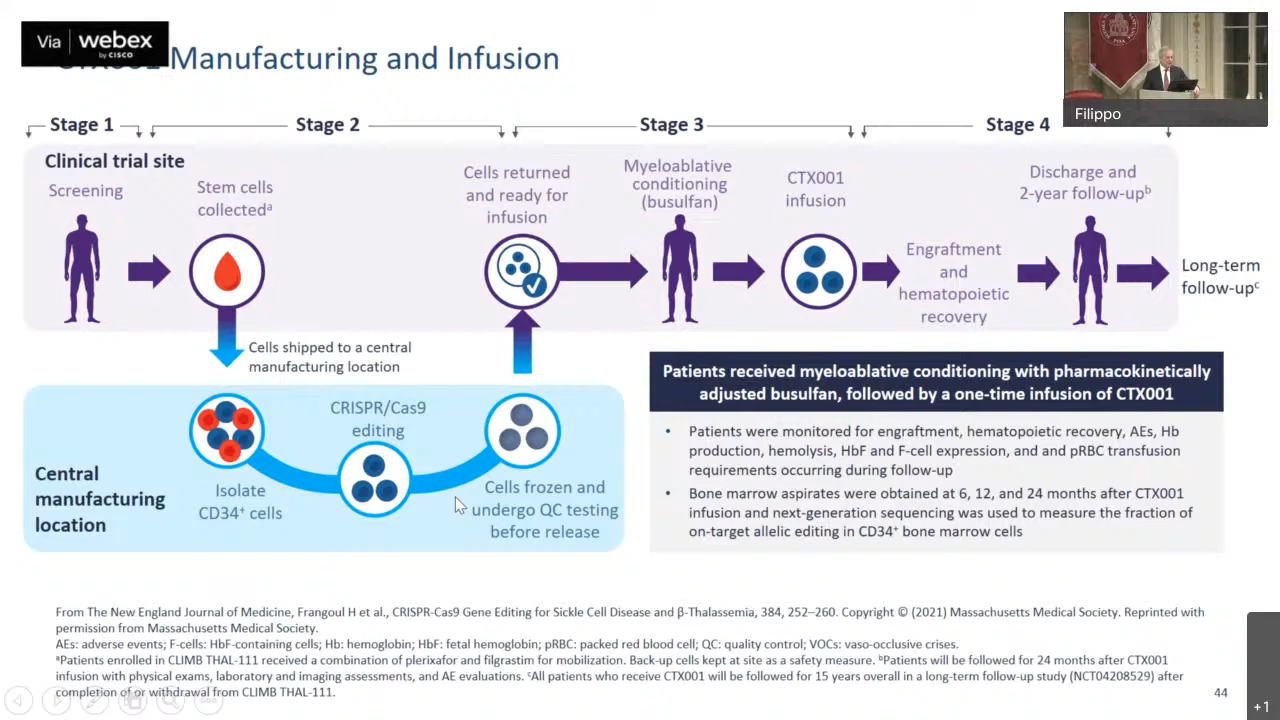 Via webex
by CISCO
Manufacturing and Infusion
Filippo
Stage 1
Stage 2
Stage 3
Stage 4
Clinical trial site
Screening
Stem cells
collectedᵃ
Cells returned
and ready for
infusion
Myeloablative
conditioning
(busulfan)
CTX001
infusion
Engraftment
and
hematopoietic
recovery
Discharge and
2-year follow-upᵇ
Long-term
follow-upᶜ
Cells shipped to a central
manufacturing location
Central
manufacturing
location
Isolate
CD34⁺ cells
CRISPR/Cas9
editing
Cells frozen and
undergo QC testing
before release
Patients received myeloablative conditioning with pharmacokinetically
adjusted busulfan, followed by a one-time infusion of CTX001
• Patients were monitored for engraftment, hematopoietic recovery, AEs, Hb
production, hemolysis, HbF and F-cell expression, and and pRBC transfusion
requirements occurring during follow-up
• Bone marrow aspirates were obtained at 6, 12, and 24 months after CTX001
infusion and next-generation sequencing was used to measure the fraction of
on-target allelic editing in CD34⁺ bone marrow cells
From The New England Journal of Medicine, Frangoul H et al., CRISPR-Cas9 Gene Editing for Sickle Cell Disease and β-Thalassemia, 384, 252–260. Copyright © (2021) Massachusetts Medical Society. Reprinted with
permission from Massachusetts Medical Society.
AEs: adverse events; F-cells: HbF-containing cells; Hb: hemoglobin; HbF: fetal hemoglobin; pRBC: packed red blood cell; QC: quality control; VOCs: vaso-occlusive crises.
ᵃPatients enrolled in CLIMB THAL-111 received a combination of plerixafor and filgrastim for mobilization. Back-up cells kept at site as a safety measure. ᵇPatients will be followed for 24 months after CTX001
infusion with physical exams, laboratory and imaging assessments, and AE evaluations. ᶜAll patients who receive CTX001 will be followed for 15 years overall in a long-term follow-up study (NCT04208529) after
completion of or withdrawal from CLIMB THAL-111.
44
+1